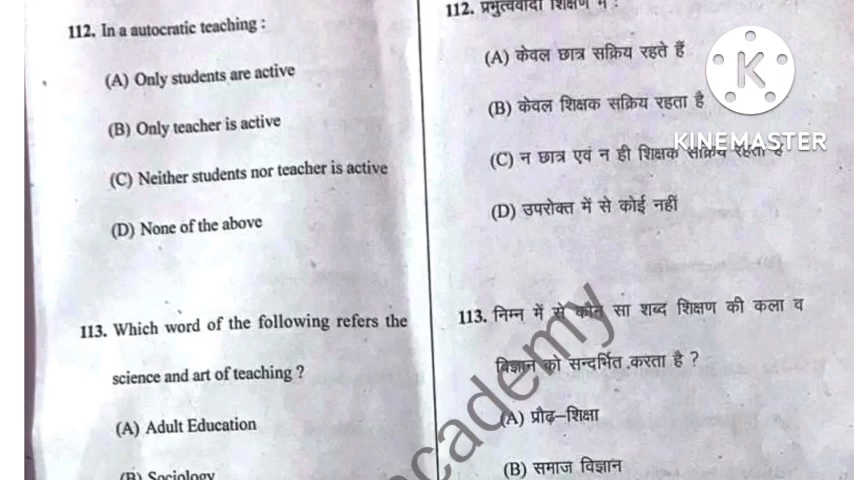 112. In a autocratic teaching :
(A) Only students are active
(B) Only teacher is active
(C) Neither students nor teacher is active
(D) None of the above
113. Which word of the following refers the
science and art of teaching ?
(A) Adult Education
(B) Sociology
112. प्रभुत्ववादी शिक्षण में :
(A) केवल छात्र सक्रिय रहते हैं
(B) केवल शिक्षक सक्रिय रहता है
(C) न छात्र एवं न ही शिक्षक सक्रिय रहता है
(D) उपरोक्त में से कोई नहीं
113. निम्न में से कौन सा शब्द शिक्षण की कला व
विज्ञान को सन्दर्भित करता है ?
(A) प्रौढ़-शिक्षा
(B) समाज विज्ञान
K
KINEMASTER
academy